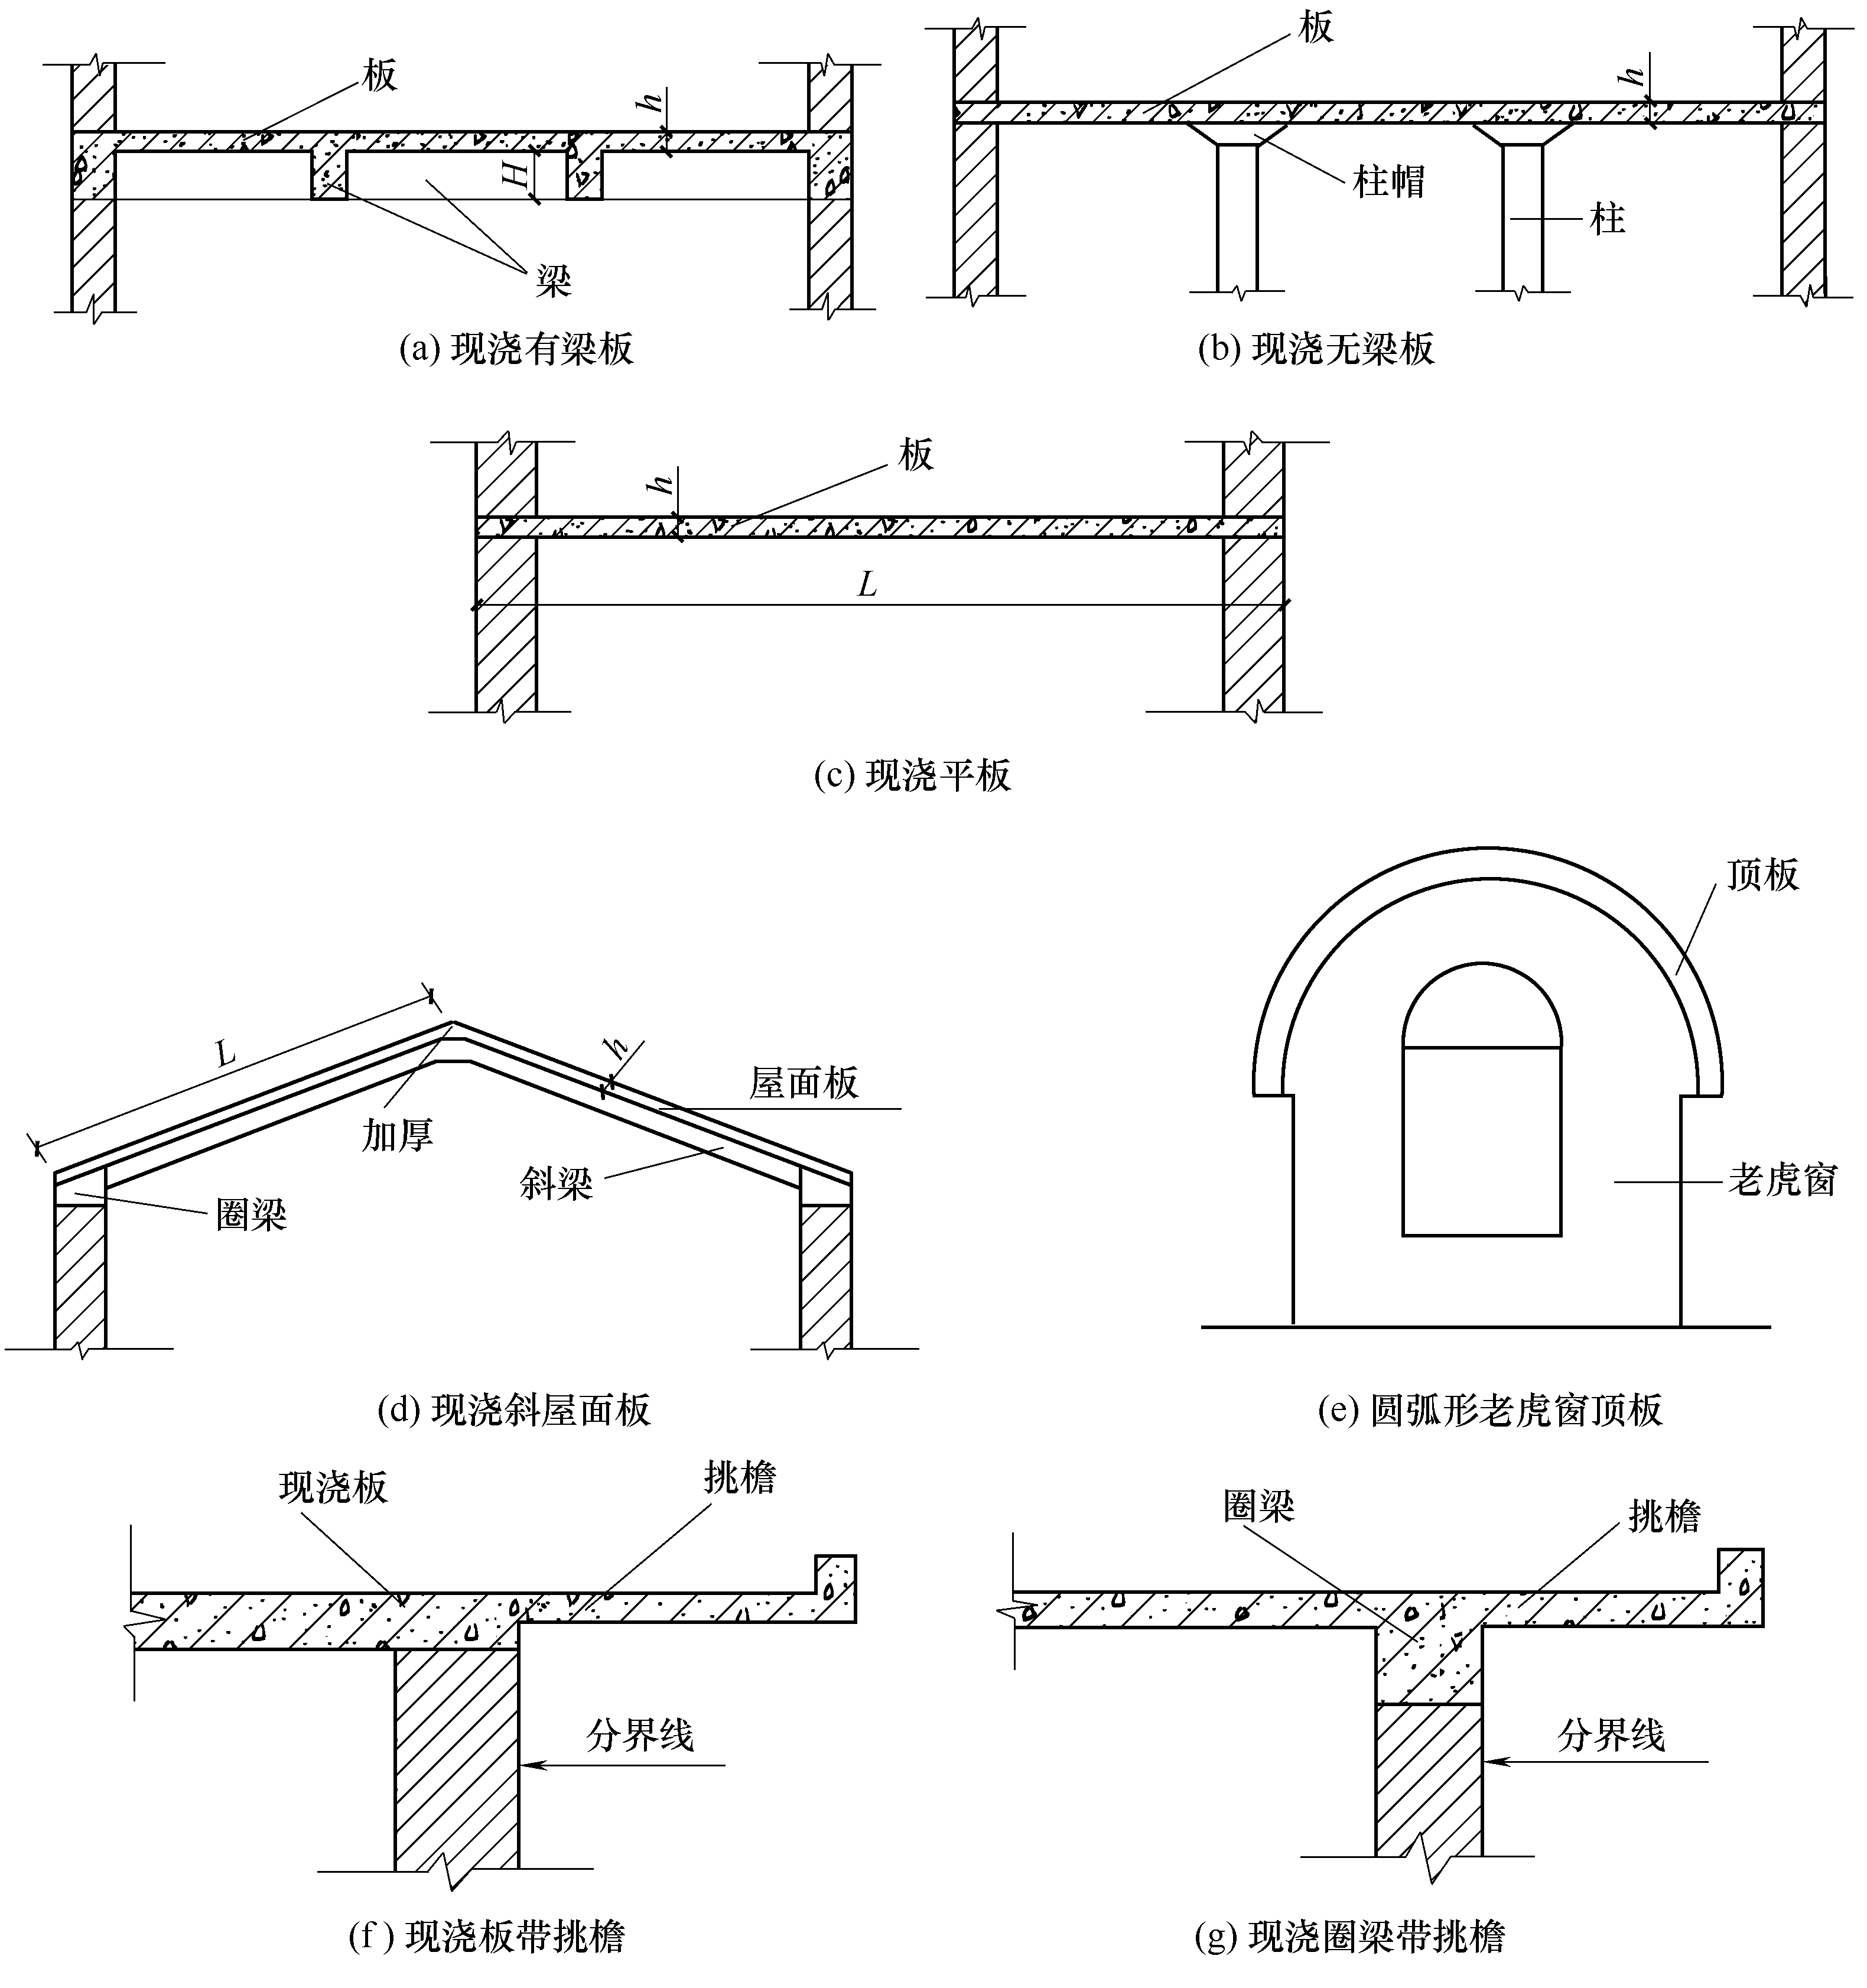 板
h
H
梁
(a) 现浇有梁板
板
h
柱帽
柱
(b) 现浇无梁板
板
h
L
(c) 现浇平板
L
h
屋面板
加厚
斜梁
圈梁
(d) 现浇斜屋面板
顶板
老虎窗
(e) 圆弧形老虎窗顶板
现浇板
挑檐
分界线
(f) 现浇板带挑檐
圈梁
挑檐
分界线
(g) 现浇圈梁带挑檐